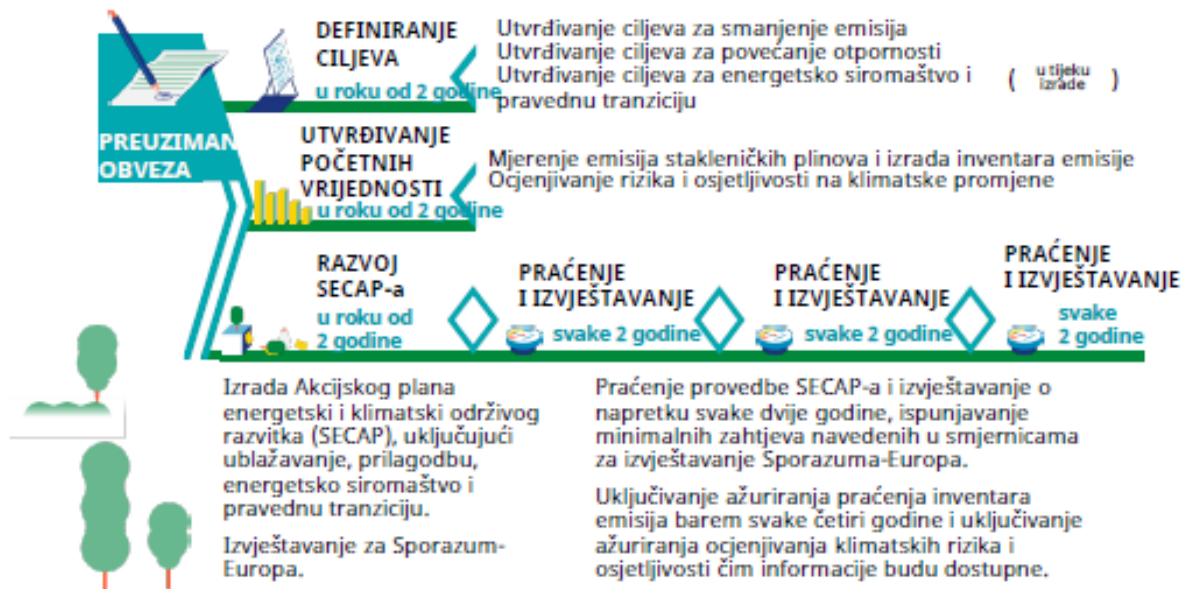 PREUZIMAN
OBVEZA
DEFINIRANJE
CILJEVA
u roku od 2 godine
Utvrđivanje ciljeva za smanjenje emisija
Utvrđivanje ciljeva za povećanje otpornosti
Utvrđivanje ciljeva za energetsko siromaštvo i
pravednu tranziciju
( u tijeku
izrade )
UTVRĐIVANJE
POČETNIH
VRIJEDNOSTI
u roku od 2 godine
Mjerenje emisija stakleničkih plinova i izrada inventara emisije
Ocjenjivanje rizika i osjetljivosti na klimatske promjene
RAZVOJ
SECAP-a
u roku od
2 godine
PRAĆENJE
I IZVJEŠTAVANJE
svake 2 godine
PRAĆENJE
I IZVJEŠTAVANJE
svake 2 godine
PRAĆENJE
I IZVJEŠTAVANJE
svake
2 godine
Izrada Akcijskog plana
energetski i klimatski održivog
razvitka (SECAP), uključujući
ublažavanje, prilagodbu,
energetsko siromaštvo i
pravednu tranziciju.
Izvještavanje za Sporazum-
Europa.
Praćenje provedbe SECAP-a i izvještavanje o
napretku svake dvije godine, ispunjavanje
minimalnih zahtjeva navedenih u smjernicama
za izvještavanje Sporazuma-Europa.
Uključivanje ažuriranja praćenja inventara
emisija barem svake četiri godine i uključivanje
ažuriranja ocjenjivanja klimatskih rizika i
osjetljivosti čim informacije budu dostupne.